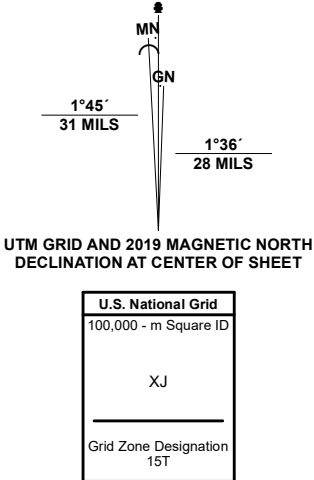 MN
GN
1°45´
31 MILS
1°36´
28 MILS
UTM GRID AND 2019 MAGNETIC NORTH
DECLINATION AT CENTER OF SHEET
U.S. National Grid
100,000 - m Square ID
XJ
Grid Zone Designation
15T